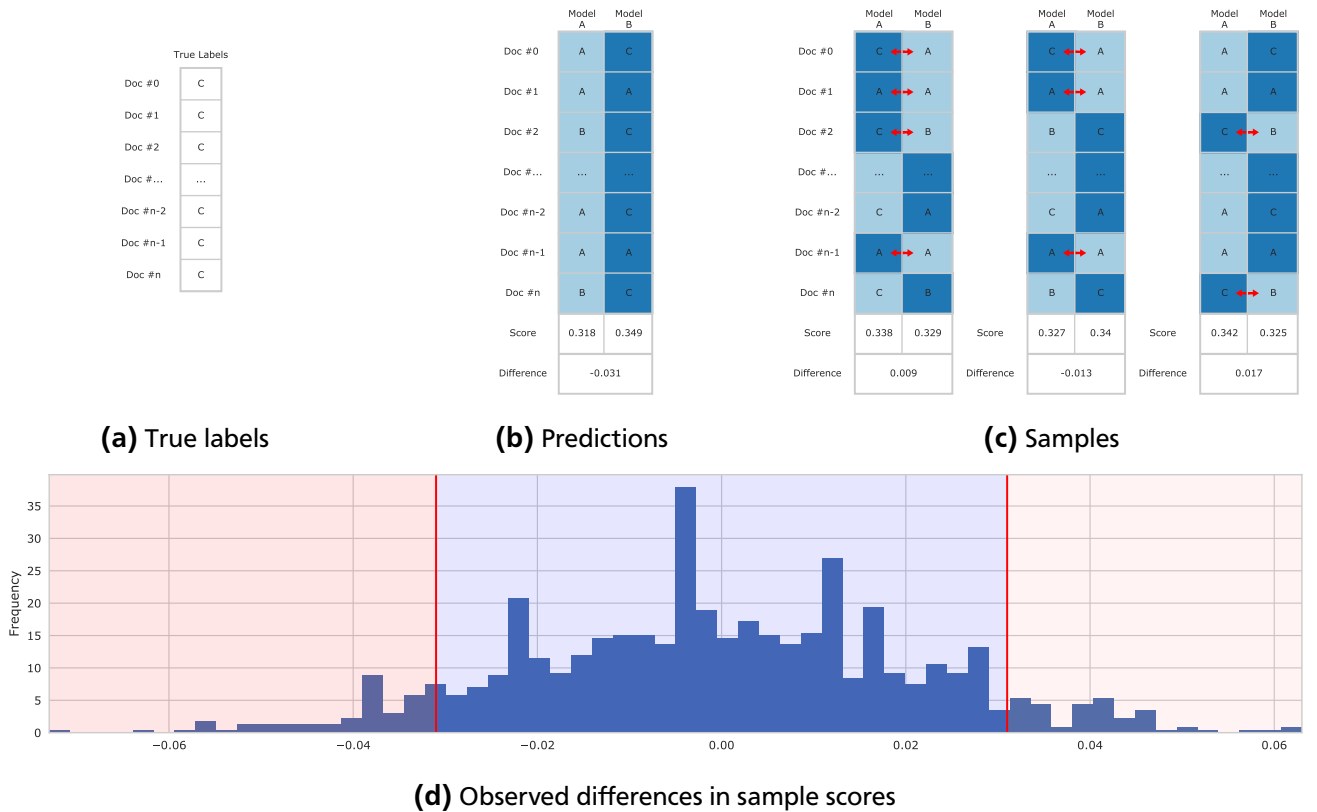 True Labels
Doc #0 C
Doc #1 C
Doc #2 C
Doc #... ...
Doc #n-2 C
Doc #n-1 C
Doc #n C
(a) True labels
Model A Model B
Doc #0 A C
Doc #1 A A
Doc #2 B C
Doc #... ... ...
Doc #n-2 A C
Doc #n-1 A A
Doc #n B C
Score 0.318 0.349
Difference -0.031
(b) Predictions
Model A Model B Model A Model B Model A Model B
Doc #0 C A C A A C
Doc #1 A A A A A A
Doc #2 C B B C C B
Doc #... ... ... ... ... ... ...
Doc #n-2 C A C A A C
Doc #n-1 A A A A A A
Doc #n C B B C C B
Score 0.338 0.329 Score 0.327 0.34 Score 0.342 0.325
Difference 0.009 Difference -0.013 Difference 0.017
(c) Samples
Frequency
35
30
25
20
15
10
5
0
−0.06 −0.04 −0.02 0.00 0.02 0.04 0.06
(d) Observed differences in sample scores